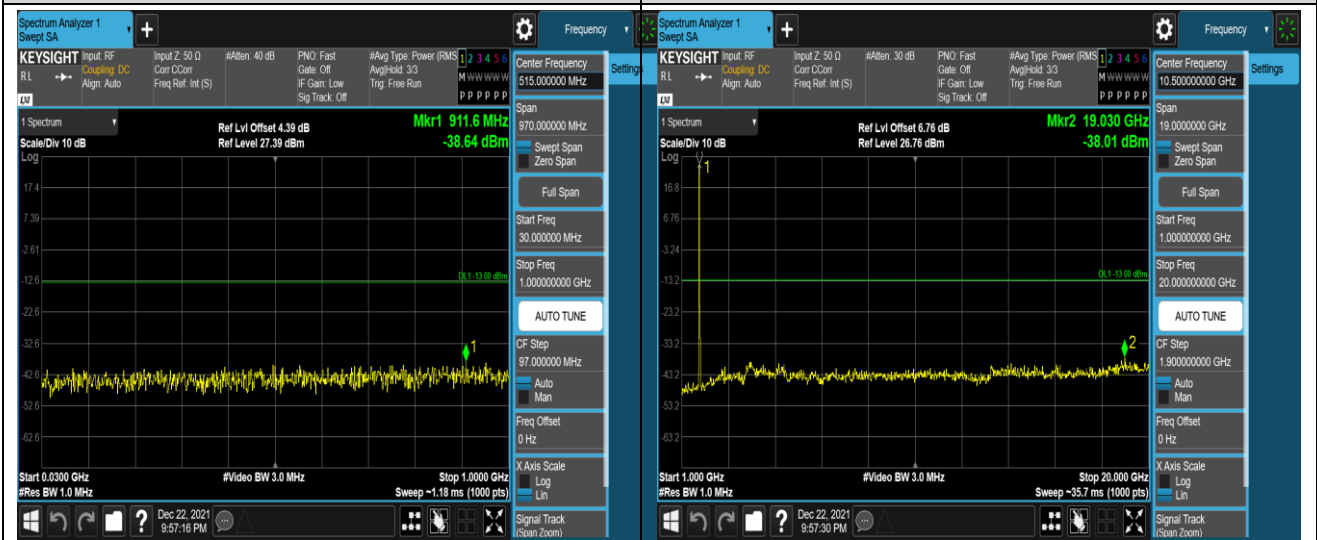 Spectrum Analyzer 1
Swept SA
+
Frequency
KEYSIGHT
Input: RF
Coupling: DC
Align: Auto
Input Z: 50 Ω
Corr CCorr
Freq Ref: Int (S)
#Atten: 40 dB
PNO: Fast
Gate: Off
IF Gain: Low
Sig Track: Off
#Avg Type: Power (RMS
Avg|Hold: 3/3
Trig: Free Run
1 2 3 4 5 6
M W W W W W
P P P P P P
RL
LXI
Center Frequency
515.000000 MHz
Settings
1 Spectrum
Scale/Div 10 dB
Log
Ref Lvl Offset 4.39 dB
Ref Level 27.39 dBm
Mkr1 911.6 MHz
-38.64 dBm
17.4
7.39
-2.61
-12.6
-22.6
-32.6
-42.6
-52.6
-62.6
DL1 -13.00 dBm
1
Start 0.0300 GHz
#Res BW 1.0 MHz
#Video BW 3.0 MHz
Stop 1.0000 GHz
Sweep ~1.18 ms (1000 pts)
Span
970.000000 MHz
Swept Span
Zero Span
Full Span
Start Freq
30.000000 MHz
Stop Freq
1.000000000 GHz
AUTO TUNE
CF Step
97.000000 MHz
Auto
Man
Freq Offset
0 Hz
X Axis Scale
Log
Lin
Signal Track
(Span Zoom)
?
Dec 22, 2021
9:57:16 PM
Spectrum Analyzer 1
Swept SA
+
Frequency
KEYSIGHT
Input: RF
Coupling: DC
Align: Auto
Input Z: 50 Ω
Corr CCorr
Freq Ref: Int (S)
#Atten: 30 dB
PNO: Fast
Gate: Off
IF Gain: Low
Sig Track: Off
#Avg Type: Power (RMS
Avg|Hold: 3/3
Trig: Free Run
1 2 3 4 5 6
M W W W W W
P P P P P P
RL
LXI
Center Frequency
10.500000000 GHz
Settings
1 Spectrum
Scale/Div 10 dB
Log
Ref Lvl Offset 6.76 dB
Ref Level 26.76 dBm
Mkr2 19.030 GHz
-38.01 dBm
1
16.8
6.76
-3.24
-13.2
-23.2
-33.2
-43.2
-53.2
-63.2
DL1 -13.00 dBm
2
Start 1.000 GHz
#Res BW 1.0 MHz
#Video BW 3.0 MHz
Stop 20.000 GHz
Sweep ~35.7 ms (1000 pts)
Span
19.0000000 GHz
Swept Span
Zero Span
Full Span
Start Freq
1.000000000 GHz
Stop Freq
20.000000000 GHz
AUTO TUNE
CF Step
1.900000000 GHz
Auto
Man
Freq Offset
0 Hz
X Axis Scale
Log
Lin
Signal Track
(Span Zoom)
?
Dec 22, 2021
9:57:30 PM